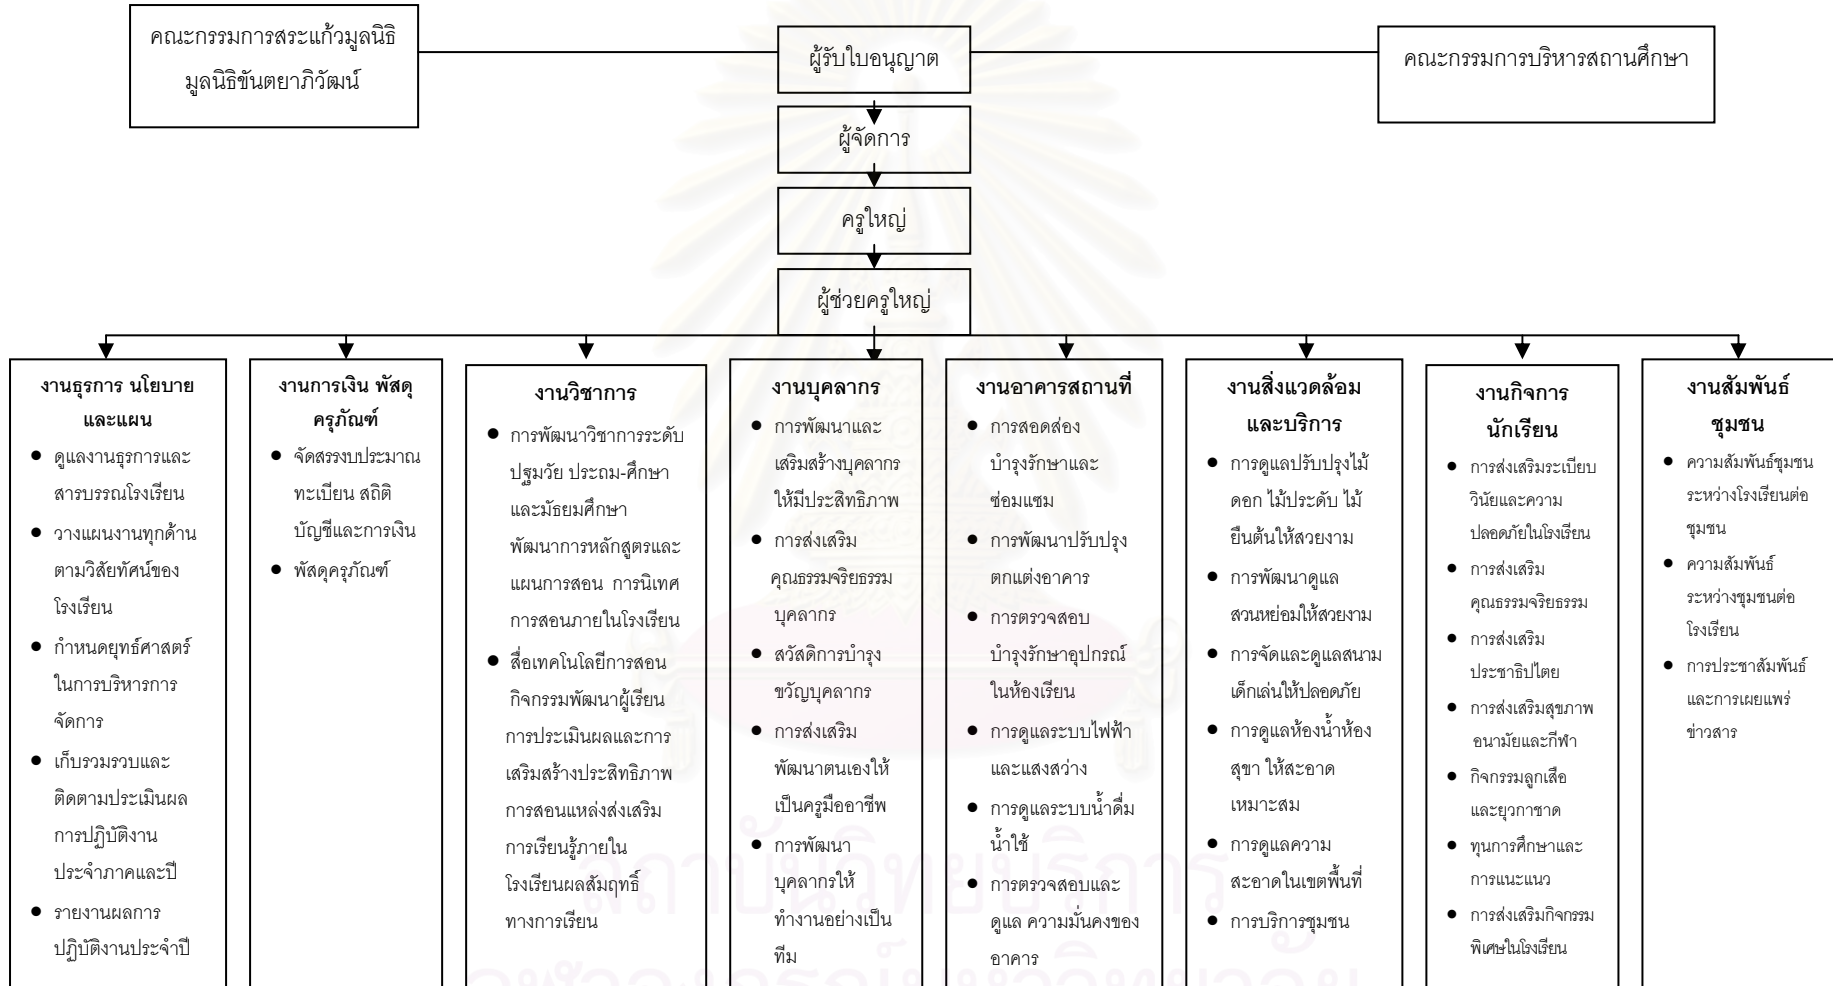 คณะกรรมการสระแก้วมูลนิธิ
มูลนิธิขันตยาภิวัฒน์
ผู้รับใบอนุญาต
คณะกรรมการบริหารสถานศึกษา
ผู้จัดการ
ครูใหญ่
ผู้ช่วยครูใหญ่
งานธุรการ นโยบาย
และแผน
● ดูแลงานธุรการและ
สารบรรณโรงเรียน
● วางแผนงานทุกด้าน
ตามวิสัยทัศน์ของ
โรงเรียน
● กำหนดยุทธ์ศาสตร์
ในการบริหารการ
จัดการ
● เก็บรวมรวบและ
ติดตามประเมินผล
การปฏิบัติงาน
ประจำภาคและปี
● รายงานผลการ
ปฏิบัติงานประจำปี
งานการเงิน พัสดุ
ครุภัณฑ์
● จัดสรรงบประมาณ
ทะเบียน สถิติ
บัญชีและการเงิน
● พัสดุครุภัณฑ์
งานวิชาการ
● การพัฒนาวิชาการระดับ
ปฐมวัย ประถม-ศึกษา
และมัธยมศึกษา
พัฒนาการหลักสูตรและ
แผนการสอน การนิเทศ
การสอนภายในโรงเรียน
● สื่อเทคโนโลยีการสอน
กิจกรรมพัฒนาผู้เรียน
การประเมินผลและการ
เสริมสร้างประสิทธิภาพ
การสอนแหล่งส่งเสริม
การเรียนรู้ภายใน
โรงเรียนผลสัมฤทธิ์
ทางการเรียน
งานบุคลากร
● การพัฒนาและ
เสริมสร้างบุคลากร
ให้มีประสิทธิภาพ
● การส่งเสริม
คุณธรรมจริยธรรม
บุคลากร
● สวัสดิการบำรุง
ขวัญบุคลากร
● การส่งเสริม
พัฒนาตนเองให้
เป็นครูมืออาชีพ
● การพัฒนา
บุคลากรให้
ทำงานอย่างเป็น
ทีม
งานอาคารสถานที่
● การสอดส่อง
บำรุงรักษาและ
ซ่อมแซม
● การพัฒนาปรับปรุง
ตกแต่งอาคาร
● การตรวจสอบ
บำรุงรักษาอุปกรณ์
ในห้องเรียน
● การดูแลระบบไฟฟ้า
และแสงสว่าง
● การดูแลระบบน้ำดื่ม
น้ำใช้
● การตรวจสอบและ
ดูแล ความมั่นคงของ
อาคาร
งานสิ่งแวดล้อม
และบริการ
● การดูแลปรับปรุงไม้
ดอก ไม้ประดับ ไม้
ยืนต้นให้สวยงาม
● การพัฒนาดูแล
สวนหย่อมให้สวยงาม
● การจัดและดูแลสนาม
เด็กเล่นให้ปลอดภัย
● การดูแลห้องน้ำห้อง
สุขา ให้สะอาด
เหมาะสม
● การดูแลความ
สะอาดในเขตพื้นที่
● การบริการชุมชน
งานกิจการ
นักเรียน
● การส่งเสริมระเบียบ
วินัยและความ
ปลอดภัยในโรงเรียน
● การส่งเสริม
คุณธรรมจริยธรรม
● การส่งเสริม
ประชาธิปไตย
● การส่งเสริมสุขภาพ
อนามัยและกีฬา
● กิจกรรมลูกเสือ
และยุวกาชาด
● ทุนการศึกษาและ
การแนะแนว
● การส่งเสริมกิจกรรม
พิเศษในโรงเรียน
งานสัมพันธ์
ชุมชน
● ความสัมพันธ์ชุมชน
ระหว่างโรงเรียนต่อ
ชุมชน
● ความสัมพันธ์
ระหว่างชุมชนต่อ
โรงเรียน
● การประชาสัมพันธ์
และการเผยแพร่
ข่าวสาร
สถาบันวิทยบริการ
จุฬาลงกรณ์มหาวิทยาลัย